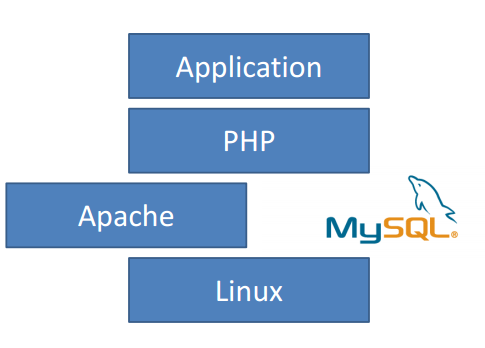 Application
PHP
Apache
MySQL®
Linux